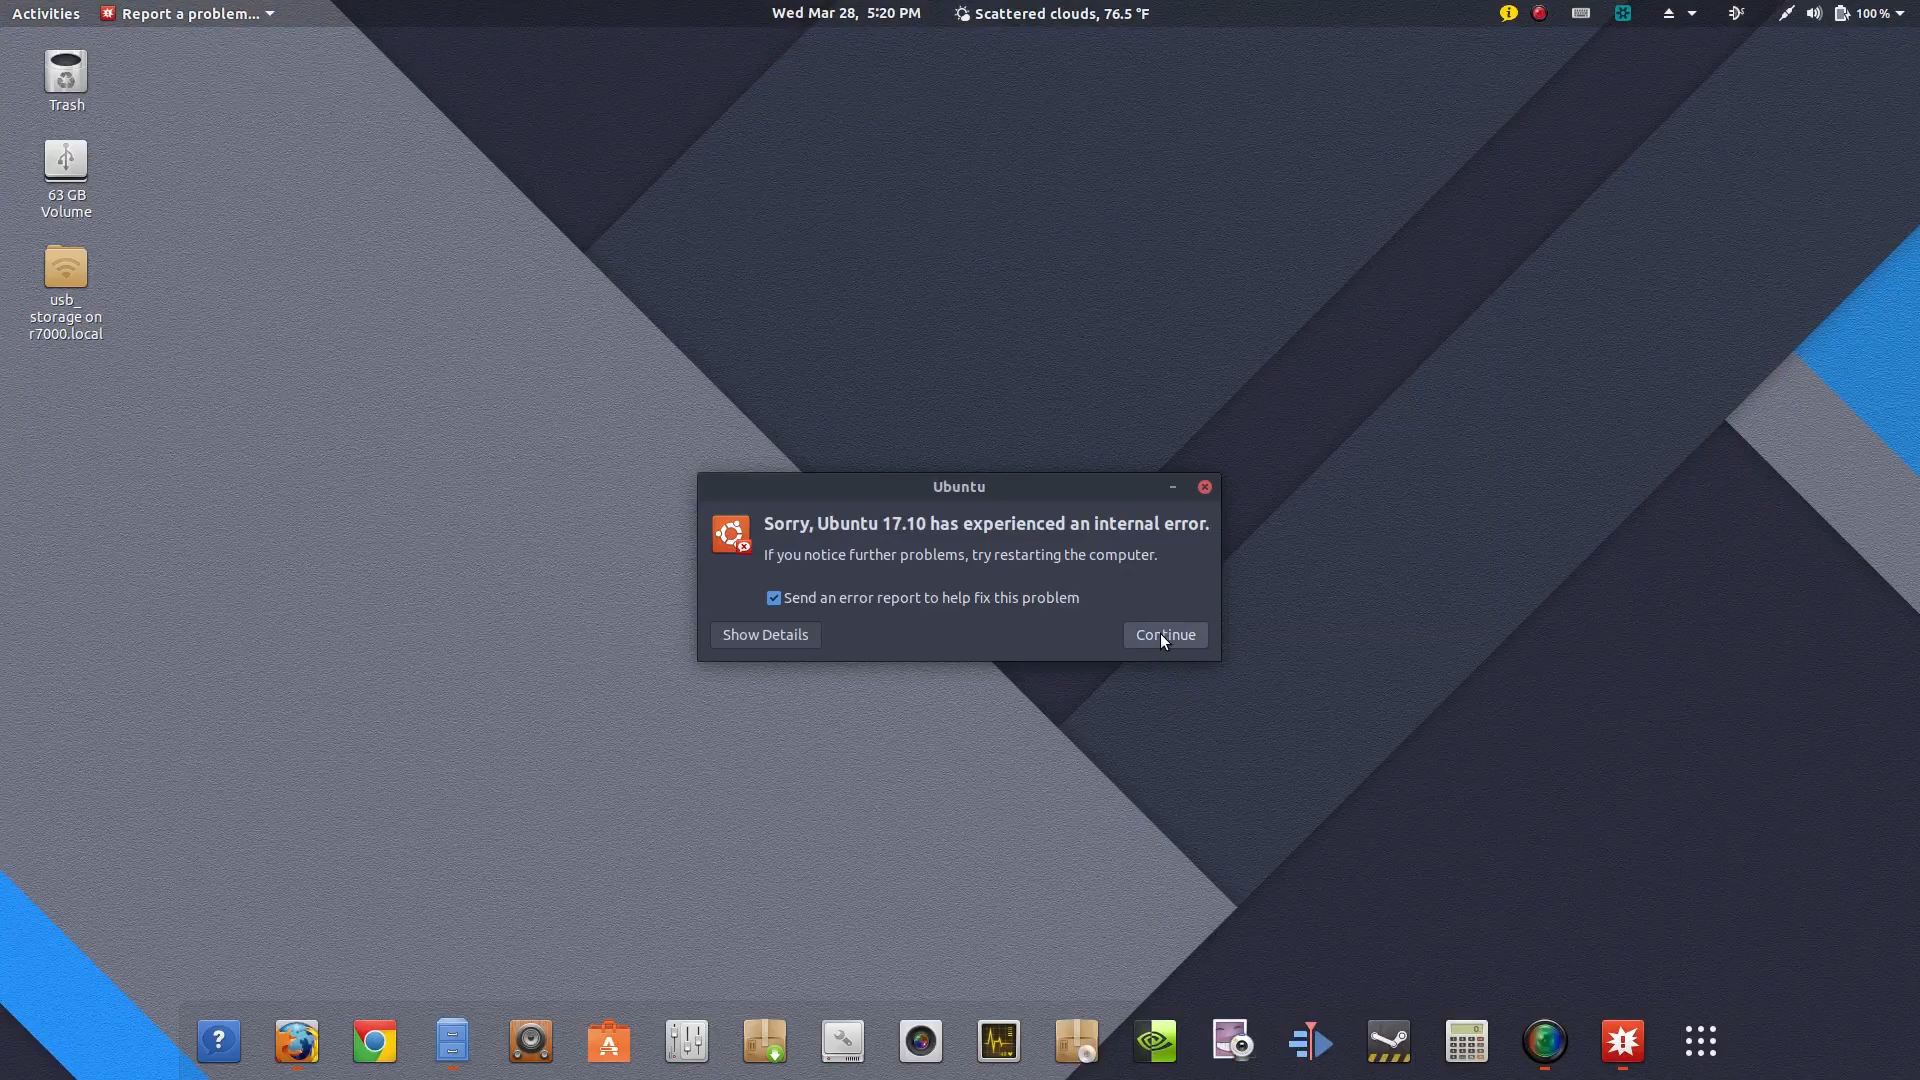 Activities
Report a problem...
Wed Mar 28, 5:20 PM
Scattered clouds, 76.5 °F
100 %
Trash
63 GB
Volume
usb_
storage on
r7000.local
Ubuntu
Sorry, Ubuntu 17.10 has experienced an internal error.
If you notice further problems, try restarting the computer.
Send an error report to help fix this problem
Show Details
Continue